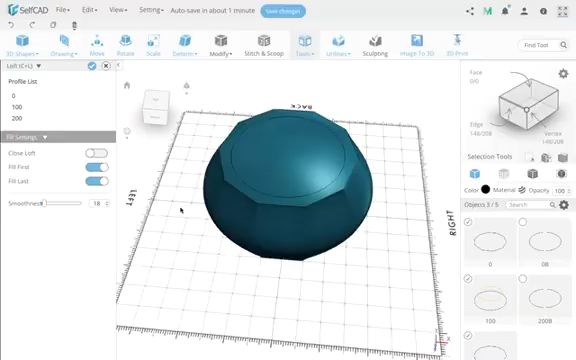 SELFCAD File Edit View Setting Auto-save in about 1 minute Save changes
M
3D Shapes Drawing Move Rotate Scale Deform Modify Stitch & Scoop Tools Utilities Sculpting Image To 3D 3D Print Find Tool
Loft (C+L)
Profile List
0
100
200
Fill Settings
Close Loft
Fill First
Fill Last
Smoothness 18
BACK
LEFT
RIGHT
Face
0/0
Edge
148/208
Vertex
148/208
Selection Tools
Color Material Opacity 100
Objects 3 / 5 Search
0 0B
100 200B